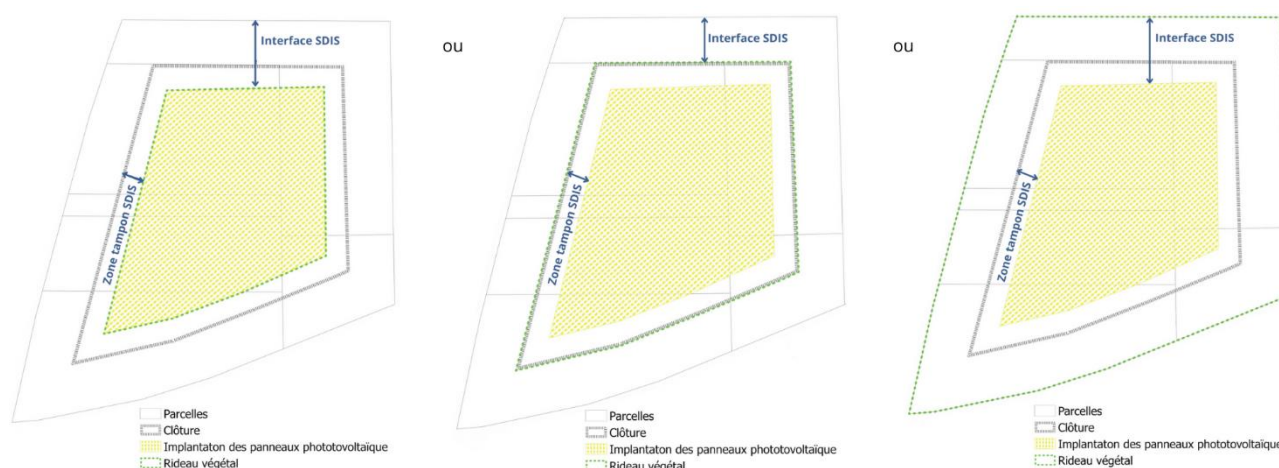 Interface SDIS
Zone tampon SDIS
Parcelles
Clôture
Implantaton des panneaux phototovoltaïque
Rideau végétal
ou
Interface SDIS
Zone tampon SDIS
Parcelles
Clôture
Implantaton des panneaux phototovoltaïque
Rideau végétal
ou
Interface SDIS
Zone tampon SDIS
Parcelles
Clôture
Implantaton des panneaux phototovoltaïque
Rideau végétal